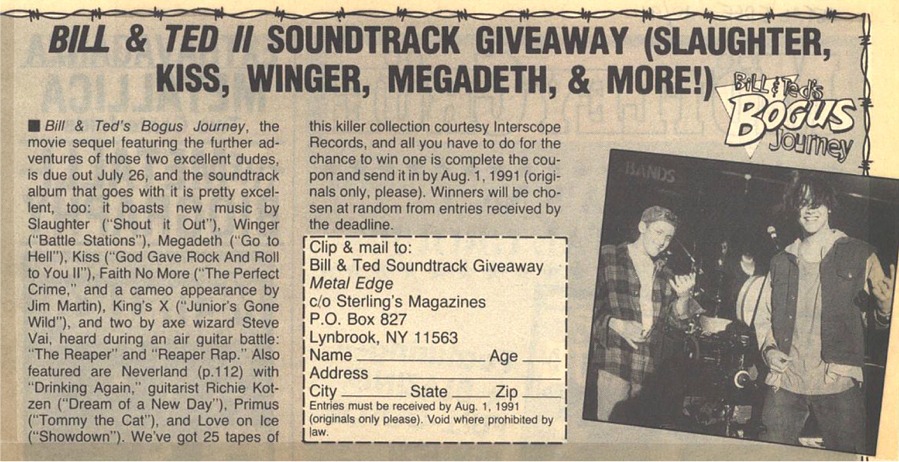 BILL & TED II SOUNDTRACK GIVEAWAY (SLAUGHTER,
KISS, WINGER, MEGADETH, & MORE!)
Bill & Ted's
BOGUS
Journey
■ Bill & Ted's Bogus Journey, the
movie sequel featuring the further ad-
ventures of those two excellent dudes,
is due out July 26, and the soundtrack
album that goes with it is pretty excel-
lent, too: it boasts new music by
Slaughter ("Shout it Out"), Winger
("Battle Stations"), Megadeth ("Go to
Hell"), Kiss ("God Gave Rock And Roll
to You II"), Faith No More ("The Perfect
Crime," and a cameo appearance by
Jim Martin), King's X ("Junior's Gone
Wild"), and two by axe wizard Steve
Vai, heard during an air guitar battle:
"The Reaper" and "Reaper Rap." Also
featured are Neverland (p.112) with
"Drinking Again," guitarist Richie Kot-
zen ("Dream of a New Day"), Primus
("Tommy the Cat"), and Love on Ice
("Showdown"). We've got 25 tapes of
this killer collection courtesy Interscope
Records, and all you have to do for the
chance to win one is complete the cou-
pon and send it in by Aug. 1, 1991 (origi-
nals only, please). Winners will be cho-
sen at random from entries received by
the deadline.
Clip & mail to:
Bill & Ted Soundtrack Giveaway
Metal Edge
c/o Sterling's Magazines
P.O. Box 827
Lynbrook, NY 11563
Name ____ Age ____
Address ____
City ____ State ____ Zip ____
Entries must be received by Aug. 1, 1991
(originals only please). Void where prohibited by
law.
BANDS